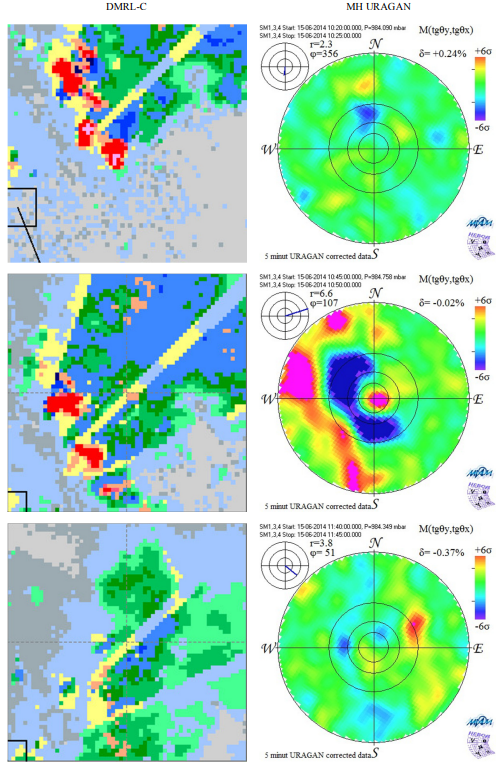 DMRL-C
MH URAGAN
SM1,3,4 Start: 15-06-2014 10:20:00.000, P=984.090 mbar
SM1,3,4 Stop: 15-06-2014 10:25:00.000
r=2.3
φ=356
N
M(tgθy,tgθx)
δ= +0.24%
+6σ
-6σ
W
E
5 minut URAGAN corrected data
S
SM1,3,4 Start: 15-06-2014 10:45:00.000, P=984.758 mbar
SM1,3,4 Stop: 15-06-2014 10:50:00.000
r=6.6
φ=107
N
M(tgθy,tgθx)
δ= -0.02%
+6σ
-6σ
W
E
5 minut URAGAN corrected data
S
SM1,3,4 Start: 15-06-2014 11:40:00.000, P=984.349 mbar
SM1,3,4 Stop: 15-06-2014 11:45:00.000
r=3.8
φ= 51
N
M(tgθy,tgθx)
δ= -0.37%
+6σ
-6σ
W
E
5 minut URAGAN corrected data
S